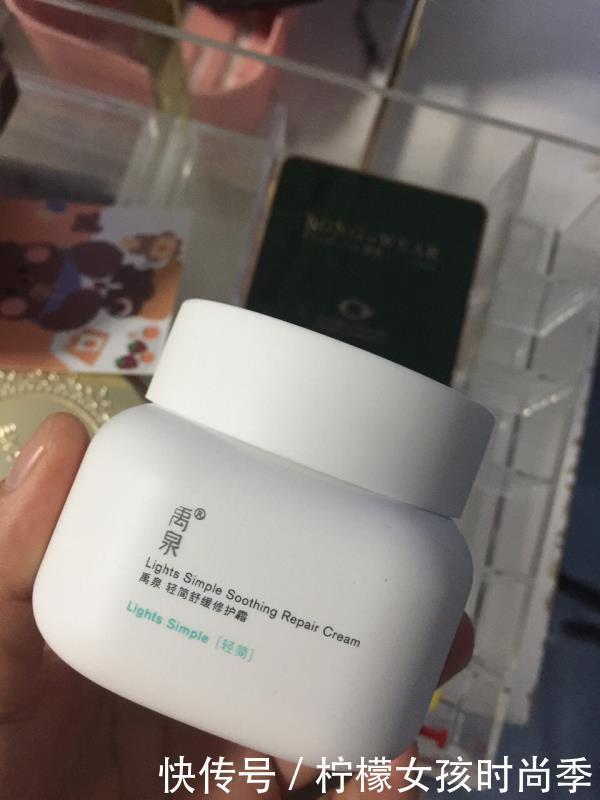 禹®
泉
Lights Simple Soothing Repair Cream
禹泉 轻简舒缓修护霜
Lights Simple [轻简]
快传号 / 柠檬女孩时尚季